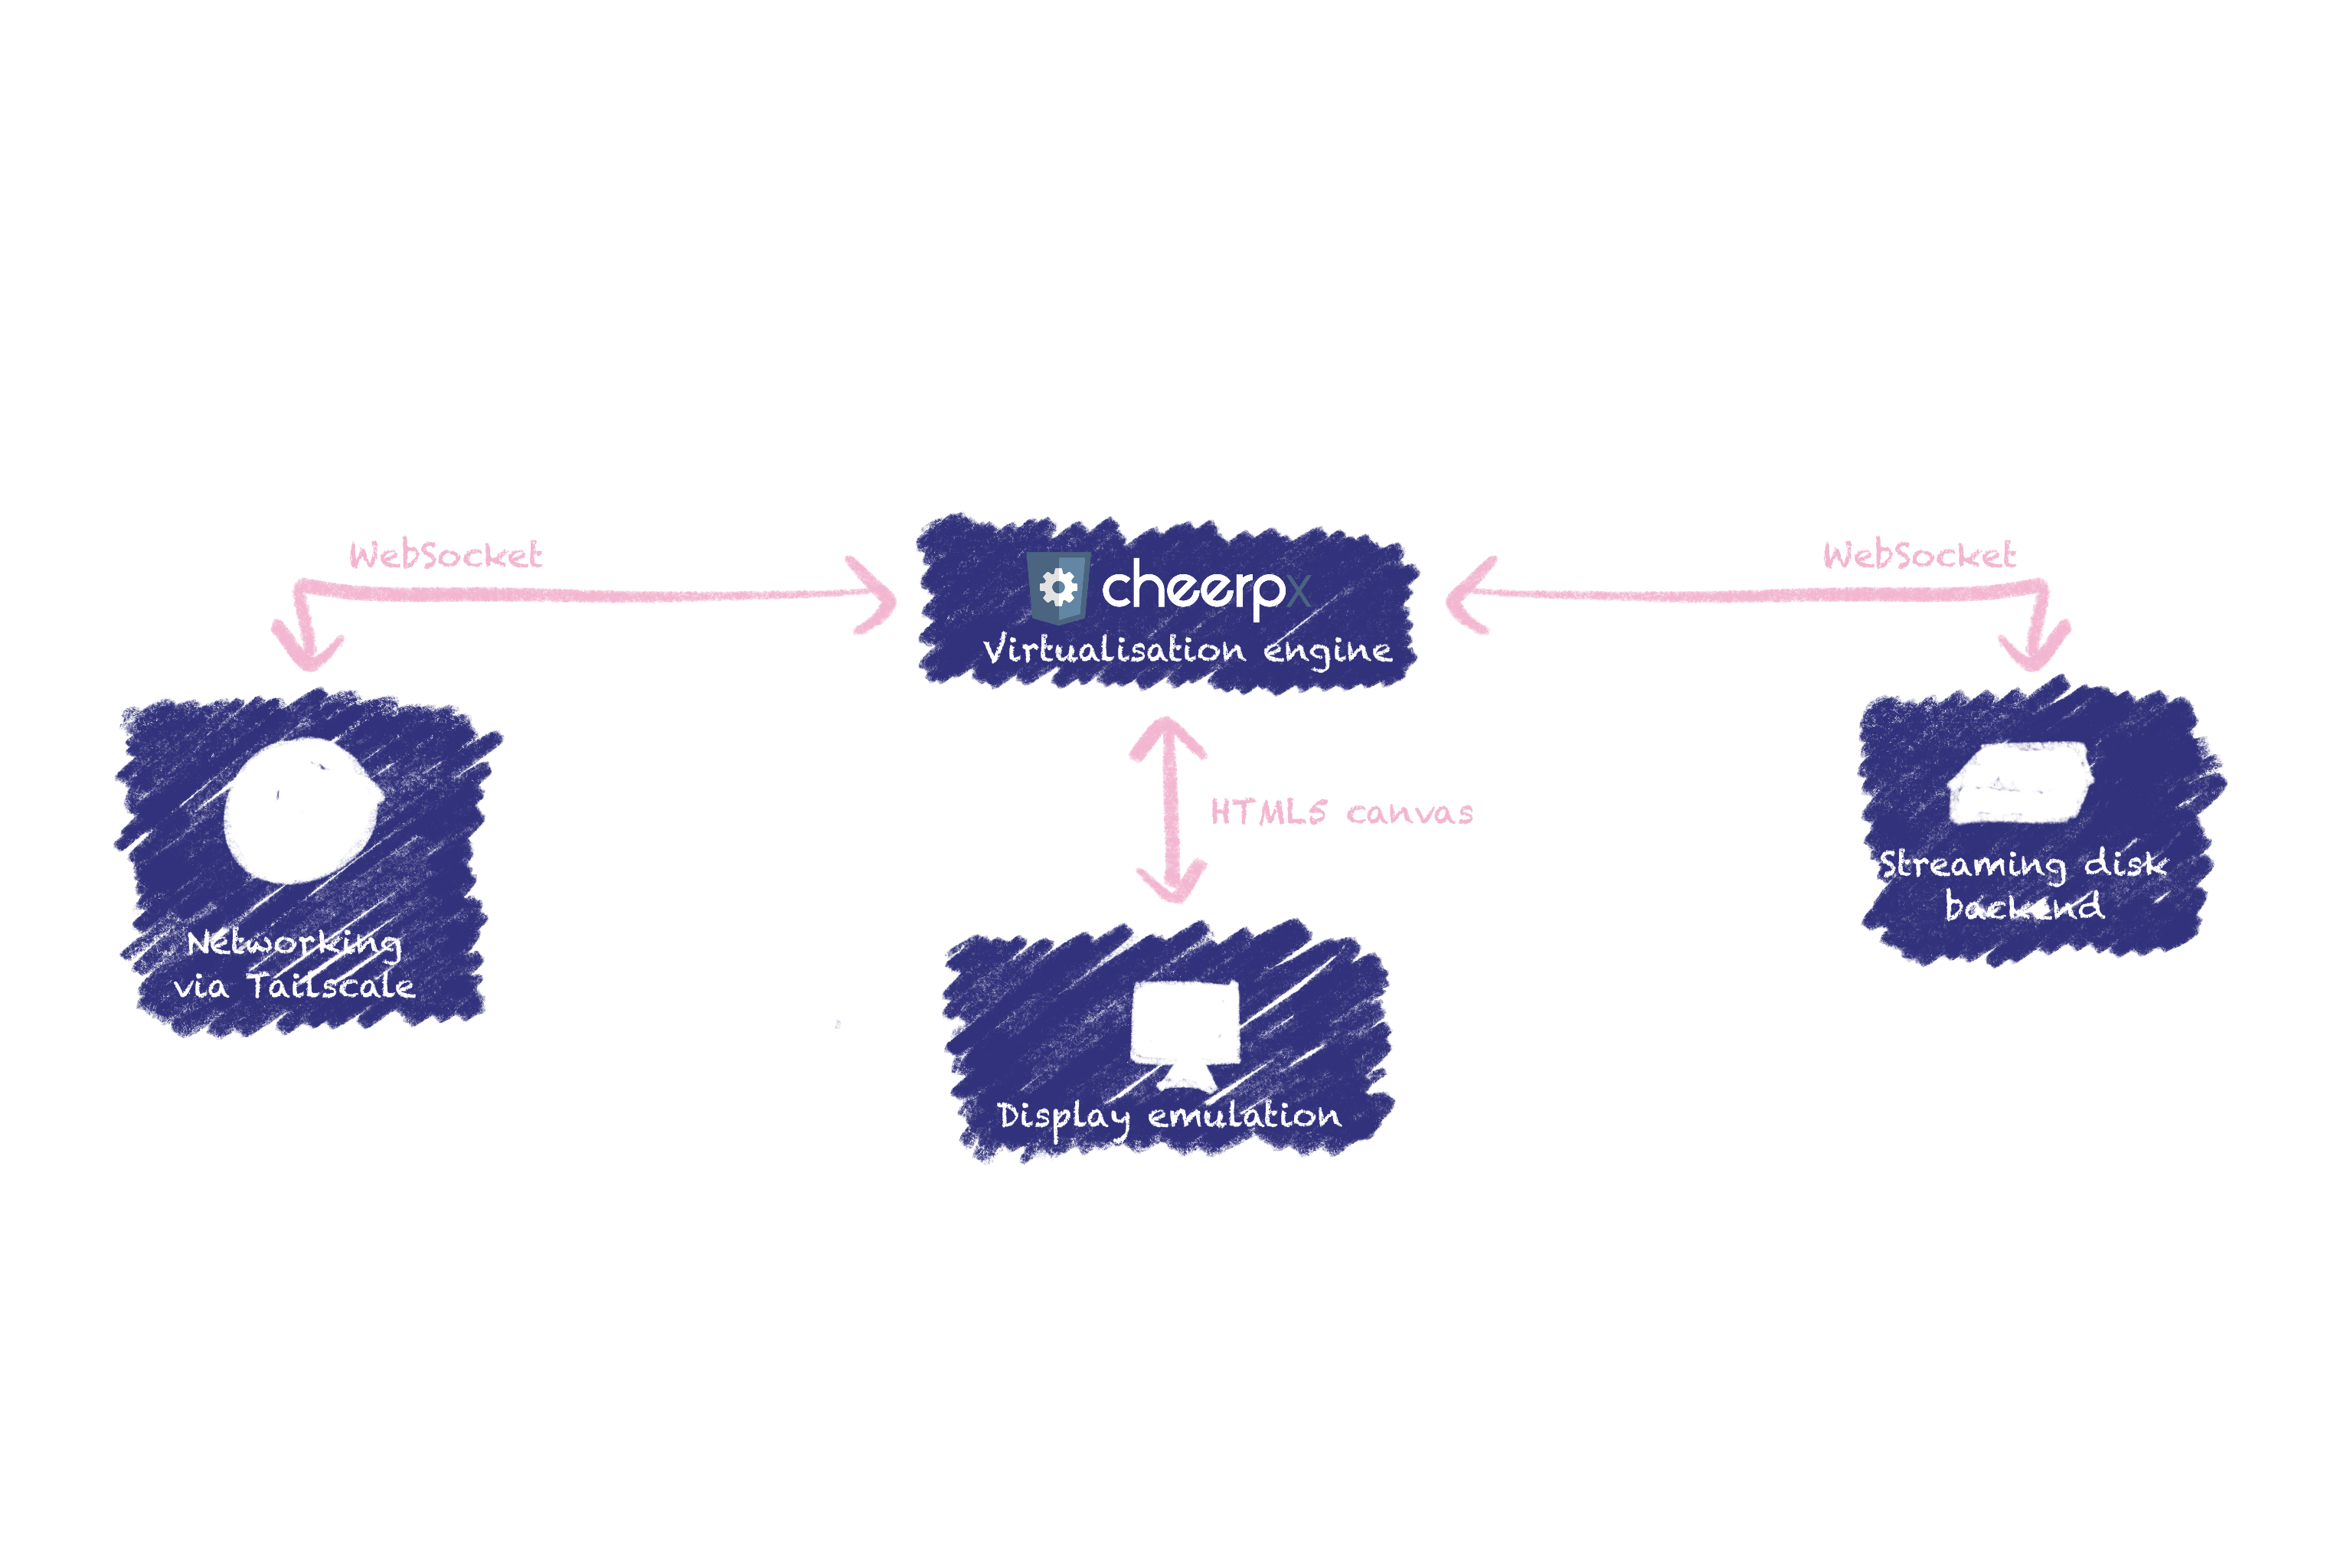 WebSocket
cheerpx
Virtualisation engine
WebSocket
HTML5 canvas
Networking
via Tailscale
Streaming disk
backend
Display emulation